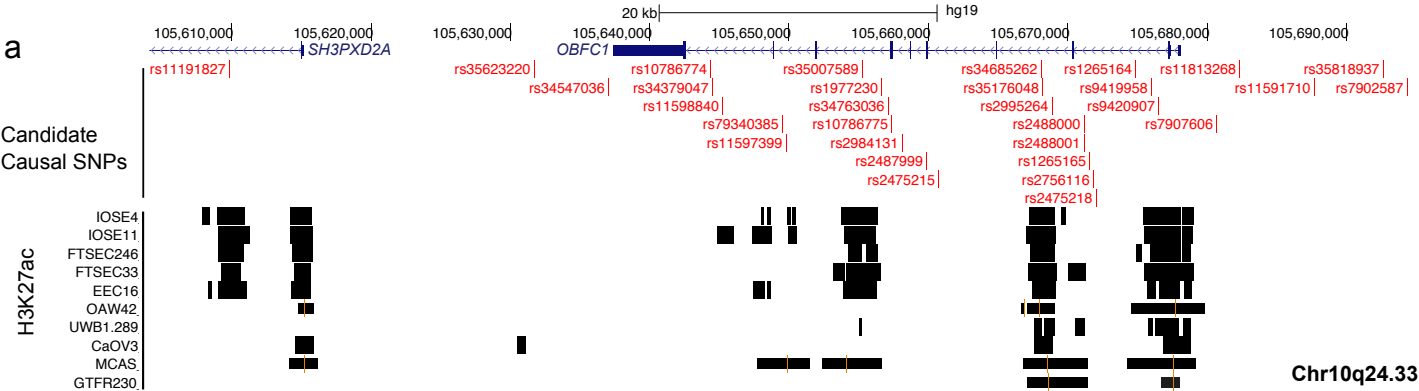 20 kb hg19
a
105,610,000 105,620,000 105,630,000 105,640,000 105,650,000 105,660,000 105,670,000 105,680,000 105,690,000
SH3PXD2A OBFC1
rs11191827 rs35623220 rs10786774 rs35007589 rs34685262 rs1265164 rs11813268 rs35818937
rs34547036 rs34379047 rs1977230 rs35176048 rs9419958 rs11591710 rs7902587
rs11598840 rs34763036 rs2995264 rs9420907
Candidate
rs79340385 rs10786775 rs2488000 rs7907606
rs11597399 rs2984131 rs2488001
Causal SNPs
rs2487999 rs1265165
rs2475215 rs2756116
rs2475218
H3K27ac
IOSE4
IOSE11
FTSEC246
FTSEC33
EEC16
OAW42
UWB1.289
CaOV3
MCAS
GTFR230
Chr10q24.33